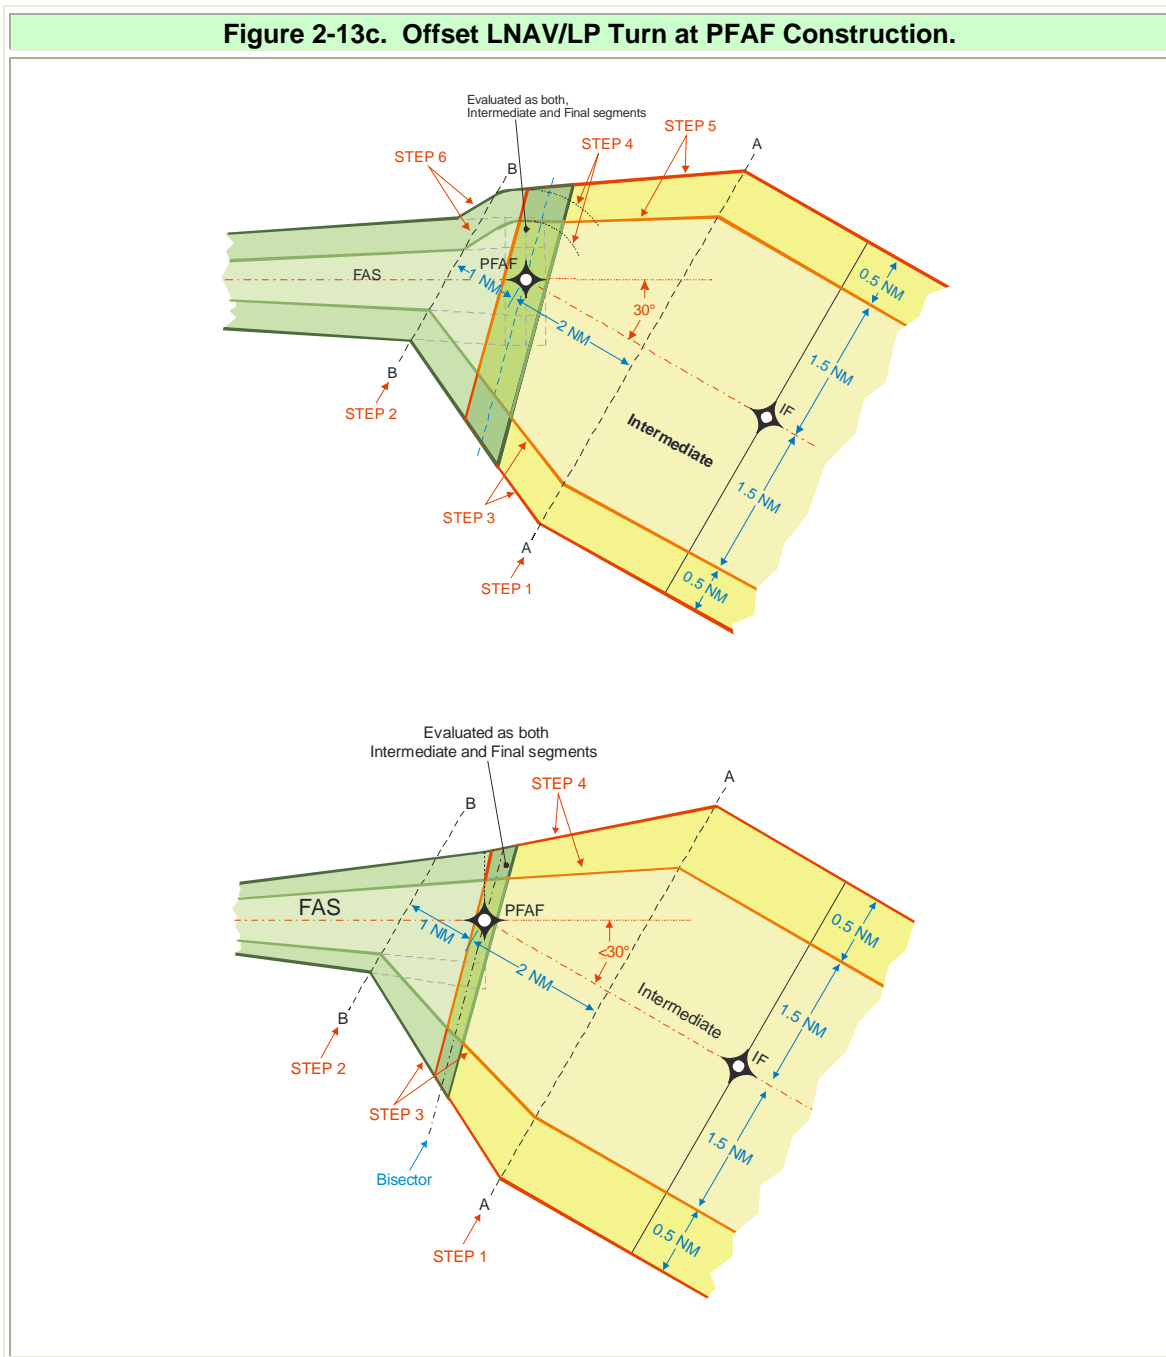 Figure 2-13c. Offset LNAV/LP Turn at PFAF Construction.
Evaluated as both,
Intermediate and Final segments
STEP 6
STEP 4
STEP 5
A
B
PFAF
FAS
1 NM
2 NM
30°
0.5 NM
1.5 NM
IF
Intermediate
1.5 NM
0.5 NM
B
STEP 2
STEP 3
A
STEP 1
Evaluated as both
Intermediate and Final segments
STEP 4
A
B
FAS
PFAF
1 NM
2 NM
≤30°
0.5 NM
1.5 NM
Intermediate
IF
1.5 NM
0.5 NM
B
STEP 2
STEP 3
Bisector
A
STEP 1